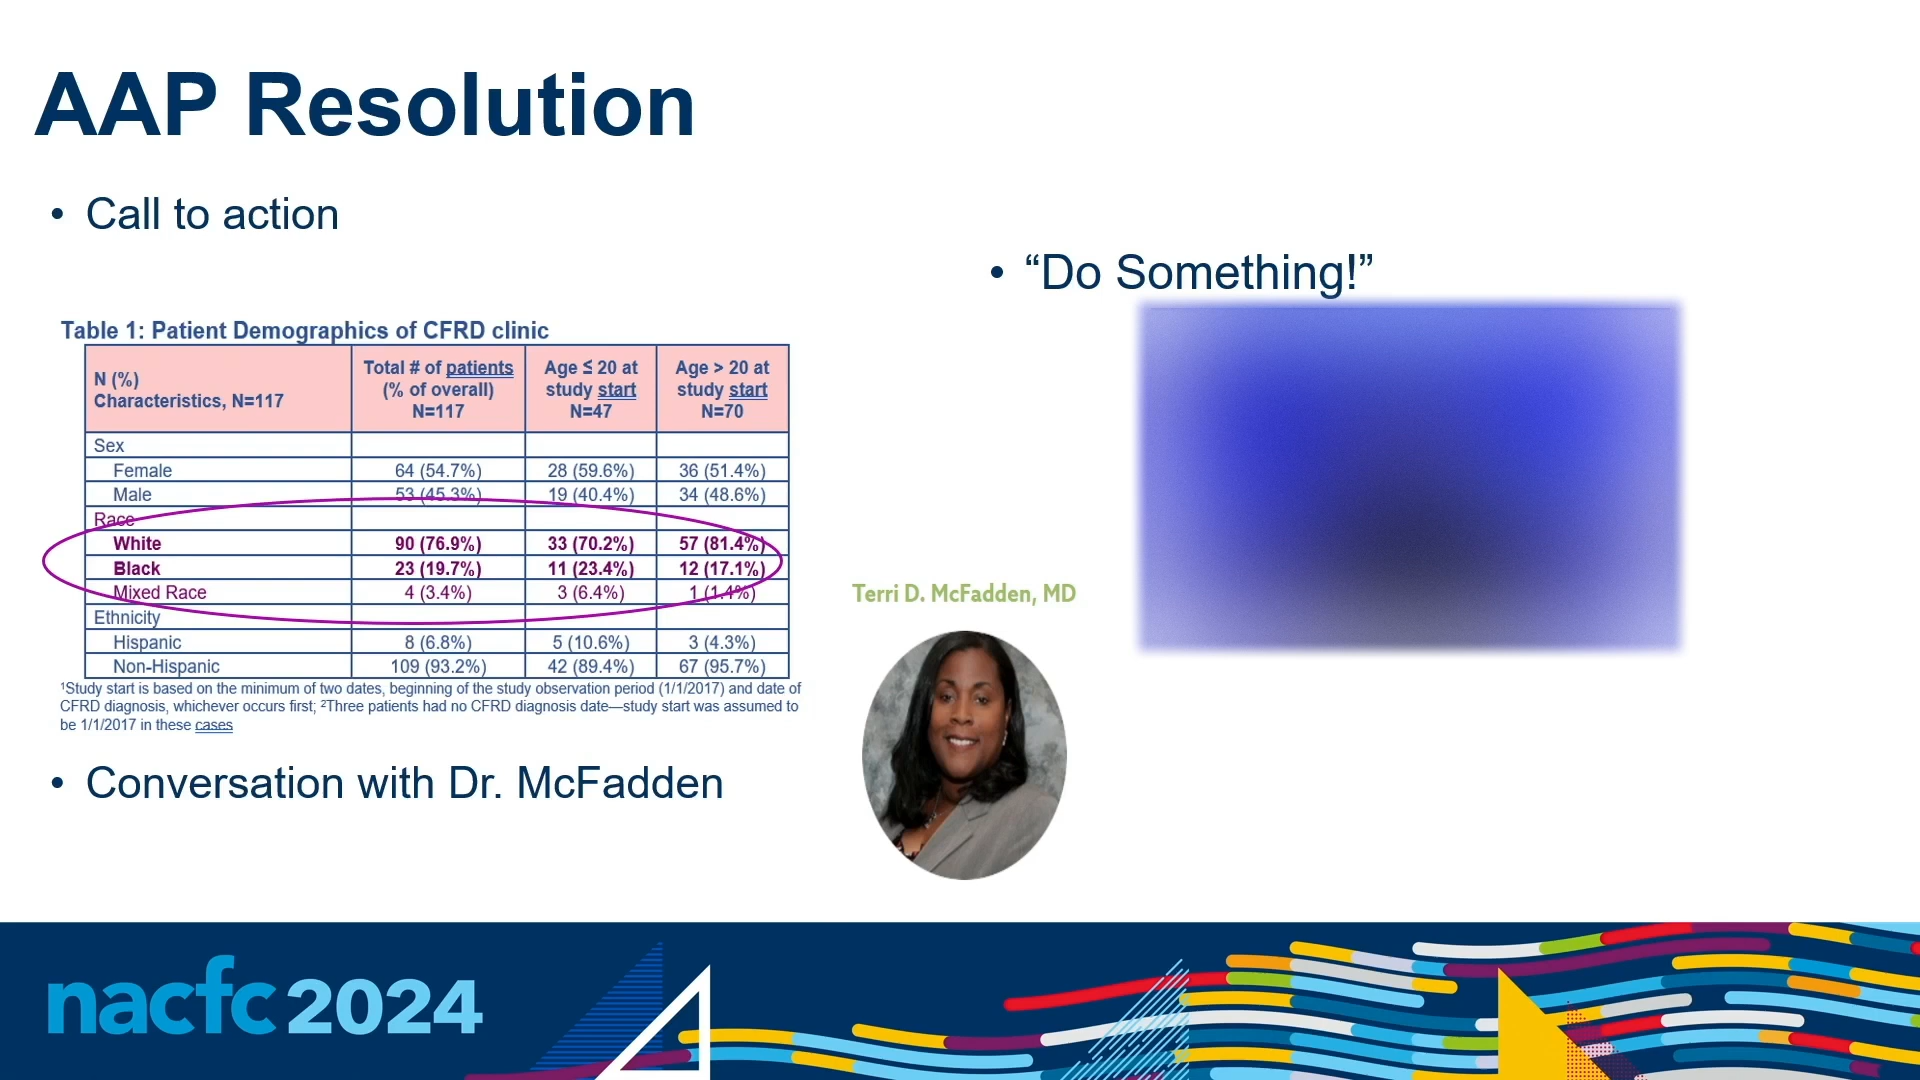 AAP Resolution
• Call to action
Table 1: Patient Demographics of CFRD clinic
N (%)
Characteristics, N=117
Total # of patients
(% of overall)
N=117
Age ≤ 20 at
study start
N=47
Age > 20 at
study start
N=70
Sex
Female 64 (54.7%) 28 (59.6%) 36 (51.4%)
Male 53 (45.3%) 19 (40.4%) 34 (48.6%)
Race
White 90 (76.9%) 33 (70.2%) 57 (81.4%)
Black 23 (19.7%) 11 (23.4%) 12 (17.1%)
Mixed Race 4 (3.4%) 3 (6.4%) 1 (1.4%)
Ethnicity
Hispanic 8 (6.8%) 5 (10.6%) 3 (4.3%)
Non-Hispanic 109 (93.2%) 42 (89.4%) 67 (95.7%)
¹Study start is based on the minimum of two dates, beginning of the study observation period (1/1/2017) and date of
CFRD diagnosis, whichever occurs first; ²Three patients had no CFRD diagnosis date—study start was assumed to
be 1/1/2017 in these cases
• Conversation with Dr. McFadden
• “Do Something!”
Terri D. McFadden, MD
nacfc 2024